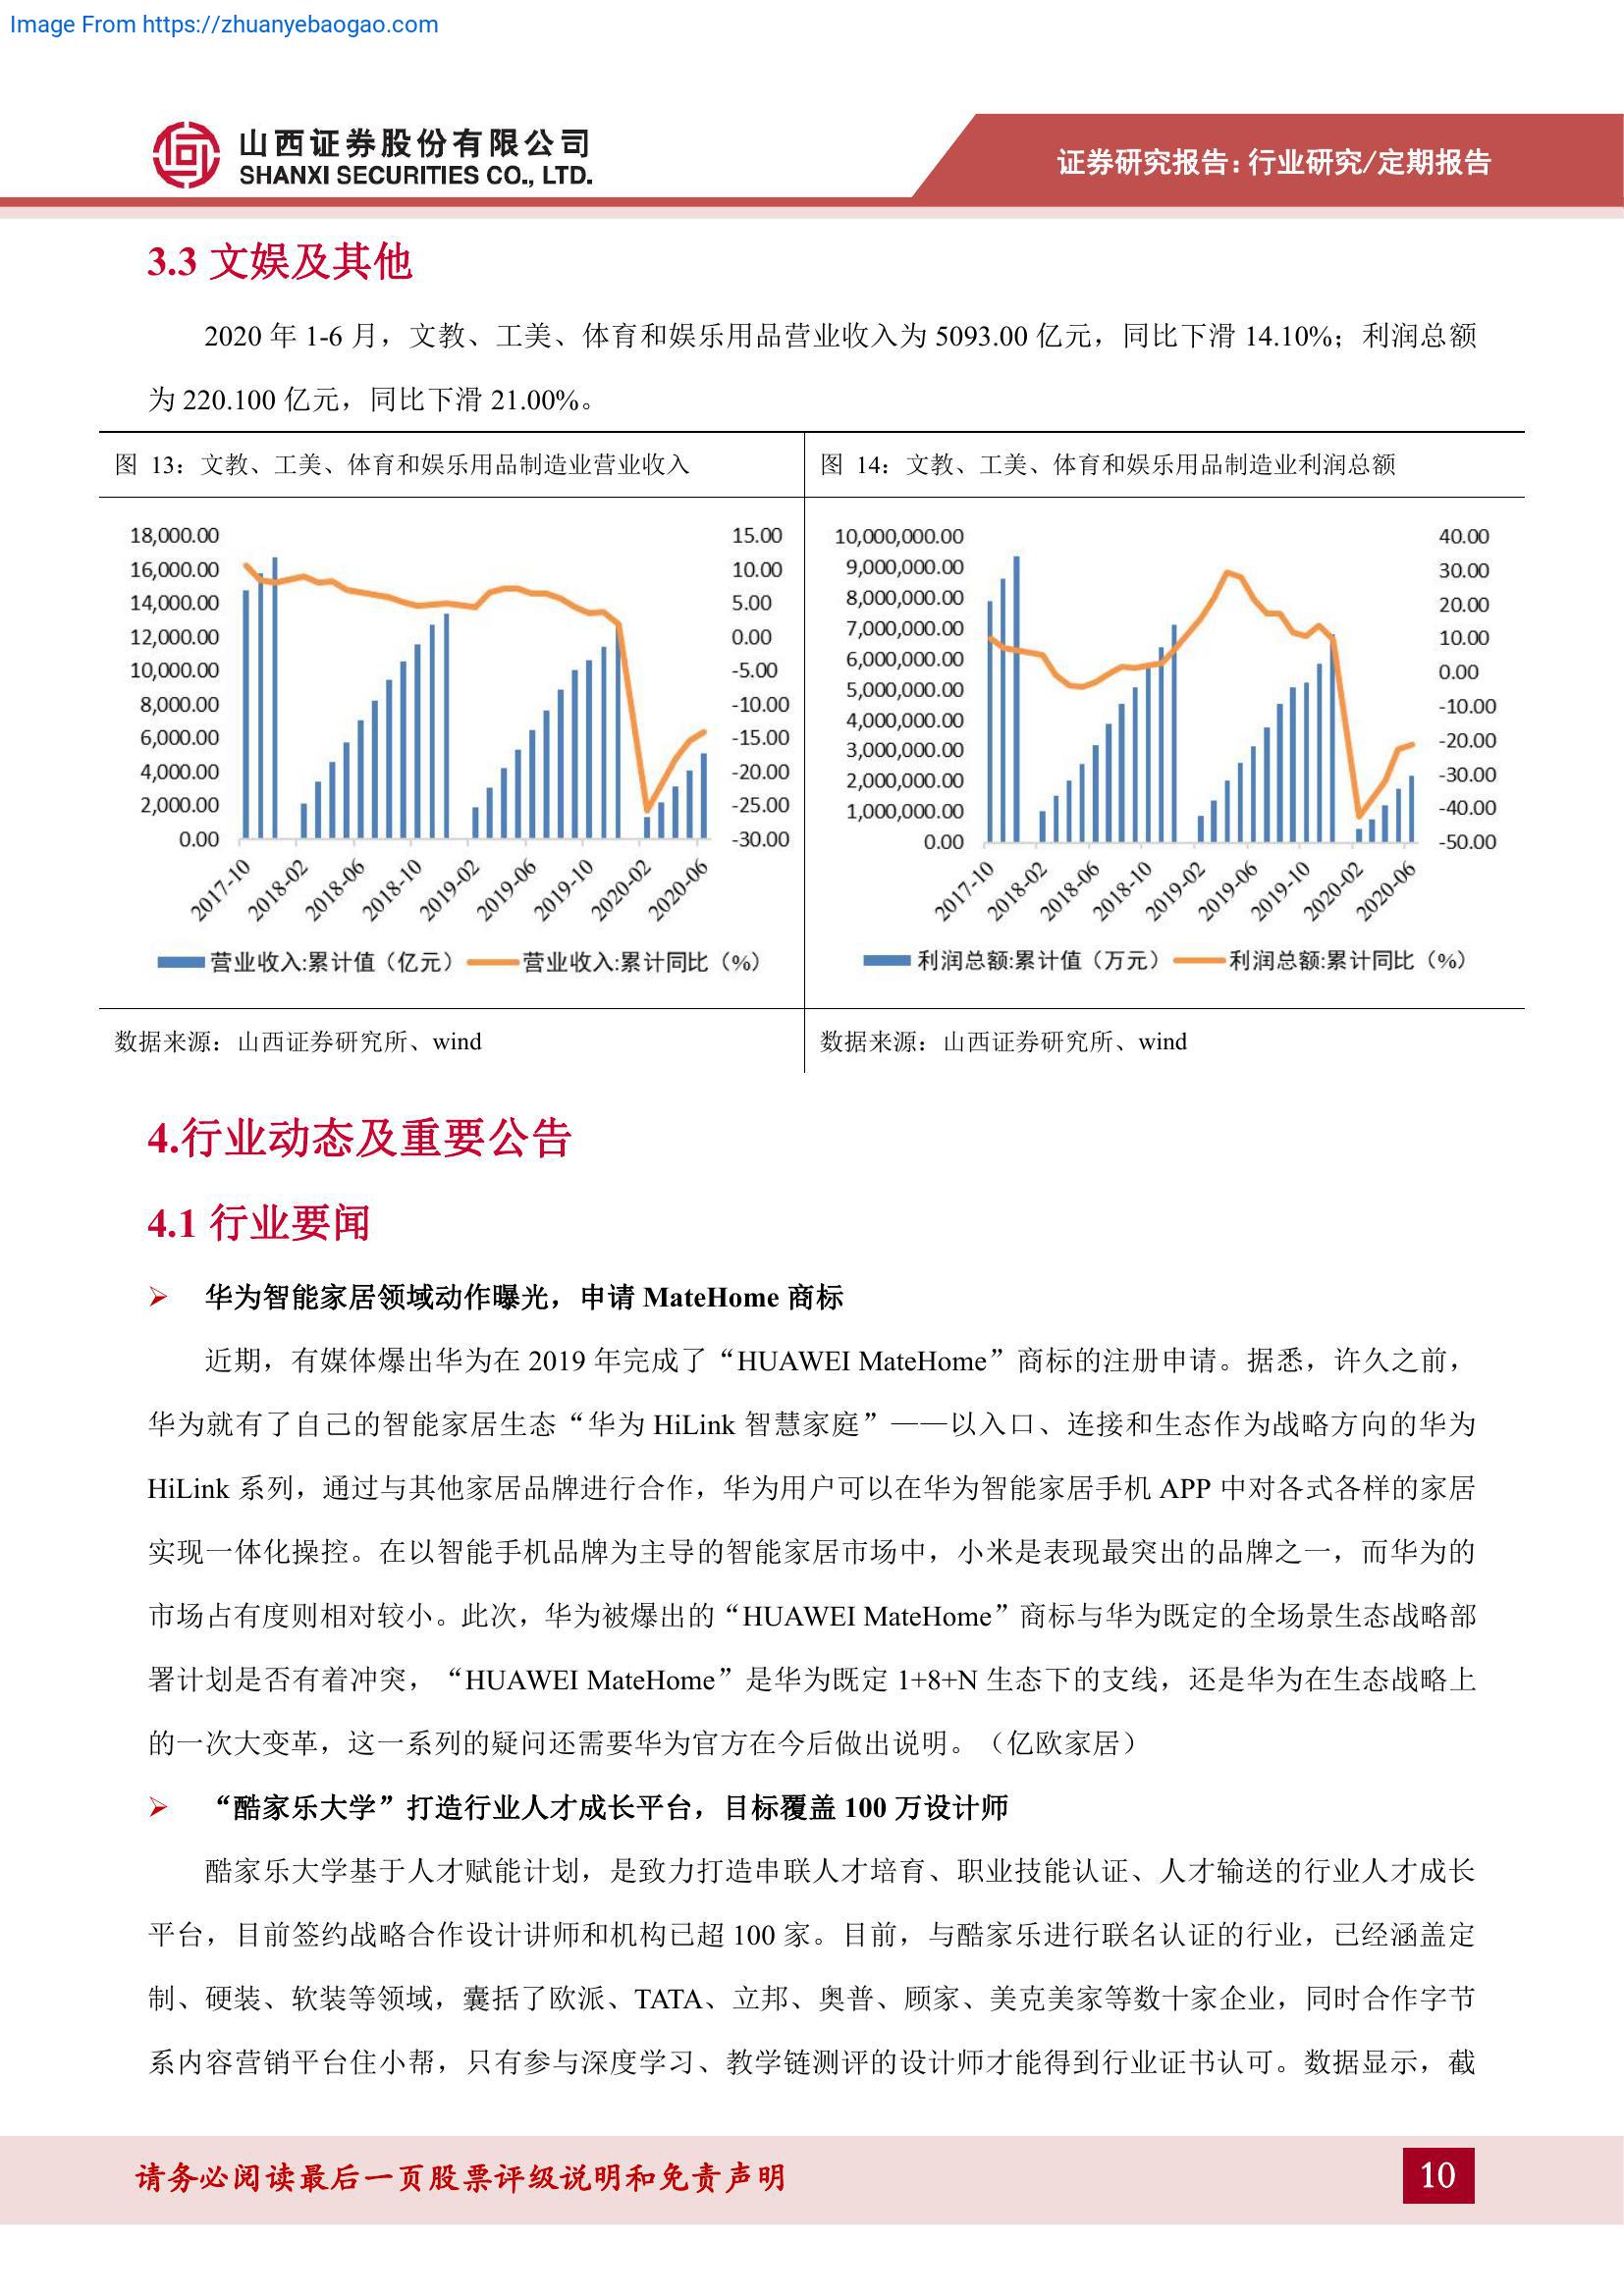 Image From https://zhuanyebaogao.com
山西证券股份有限公司
SHANXI SECURITIES CO., LTD.
证券研究报告：行业研究/定期报告
3.3 文娱及其他
2020 年 1-6 月，文教、工美、体育和娱乐用品营业收入为 5093.00 亿元，同比下滑 14.10%；利润总额
为 220.100 亿元，同比下滑 21.00%。
图 13：文教、工美、体育和娱乐用品制造业营业收入
18,000.00
16,000.00
14,000.00
12,000.00
10,000.00
8,000.00
6,000.00
4,000.00
2,000.00
0.00
15.00
10.00
5.00
0.00
-5.00
-10.00
-15.00
-20.00
-25.00
-30.00
2017-10
2018-02
2018-06
2018-10
2019-02
2019-06
2019-10
2020-02
2020-06
营业收入:累计值（亿元） 营业收入:累计同比（%）
数据来源：山西证券研究所、wind
图 14：文教、工美、体育和娱乐用品制造业利润总额
10,000,000.00
9,000,000.00
8,000,000.00
7,000,000.00
6,000,000.00
5,000,000.00
4,000,000.00
3,000,000.00
2,000,000.00
1,000,000.00
0.00
40.00
30.00
20.00
10.00
0.00
-10.00
-20.00
-30.00
-40.00
-50.00
2017-10
2018-02
2018-06
2018-10
2019-02
2019-06
2019-10
2020-02
2020-06
利润总额:累计值（万元） 利润总额:累计同比（%）
数据来源：山西证券研究所、wind
4.行业动态及重要公告
4.1 行业要闻
➢ 华为智能家居领域动作曝光，申请 MateHome 商标
近期，有媒体爆出华为在 2019 年完成了“HUAWEI MateHome”商标的注册申请。据悉，许久之前，
华为就有了自己的智能家居生态“华为 HiLink 智慧家庭”——以入口、连接和生态作为战略方向的华为
HiLink 系列，通过与其他家居品牌进行合作，华为用户可以在华为智能家居手机 APP 中对各式各样的家居
实现一体化操控。在以智能手机品牌为主导的智能家居市场中，小米是表现最突出的品牌之一，而华为的
市场占有度则相对较小。此次，华为被爆出的“HUAWEI MateHome”商标与华为既定的全场景生态战略部
署计划是否有着冲突，“HUAWEI MateHome”是华为既定 1+8+N 生态下的支线，还是华为在生态战略上
的一次大变革，这一系列的疑问还需要华为官方在今后做出说明。（亿欧家居）
➢ “酷家乐大学”打造行业人才成长平台，目标覆盖 100 万设计师
酷家乐大学基于人才赋能计划，是致力打造串联人才培育、职业技能认证、人才输送的行业人才成长
平台，目前签约战略合作设计讲师和机构已超 100 家。目前，与酷家乐进行联名认证的行业，已经涵盖定
制、硬装、软装等领域，囊括了欧派、TATA、立邦、奥普、顾家、美克美家等数十家企业，同时合作字节
系内容营销平台住小帮，只有参与深度学习、教学链测评的设计师才能得到行业证书认可。数据显示，截
请务必阅读最后一页股票评级说明和免责声明
10